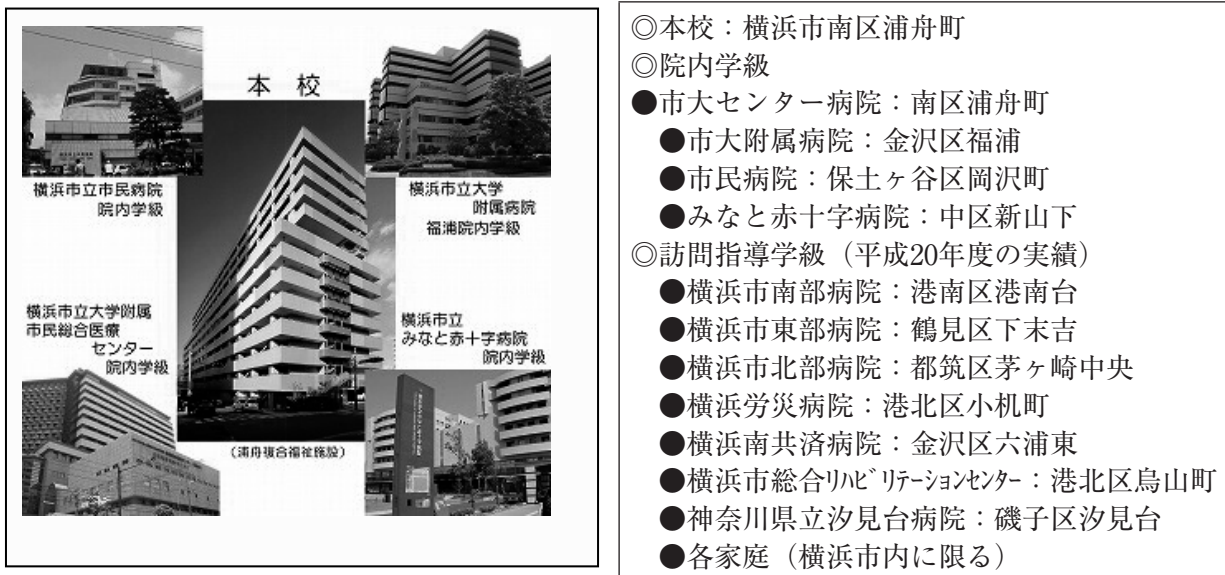 本 校
横浜市立市民病院
院内学級
横浜市立大学
附属病院
福浦院内学級
横浜市立大学附属
市民総合医療
センター
院内学級
横浜市立
みなと赤十字病院
院内学級
(浦舟複合福祉施設)
◎本校：横浜市南区浦舟町
◎院内学級
●市大センター病院：南区浦舟町
●市大附属病院：金沢区福浦
●市民病院：保土ヶ谷区岡沢町
●みなと赤十字病院：中区新山下
◎訪問指導学級（平成20年度の実績）
●横浜市南部病院：港南区港南台
●横浜市東部病院：鶴見区下末吉
●横浜市北部病院：都筑区茅ヶ崎中央
●横浜労災病院：港北区小机町
●横浜南共済病院：金沢区六浦東
●横浜市総合ﾘﾊﾋﾞﾘﾃｰｼｮﾝｾﾝﾀｰ：港北区烏山町
●神奈川県立汐見台病院：磯子区汐見台
●各家庭（横浜市内に限る）